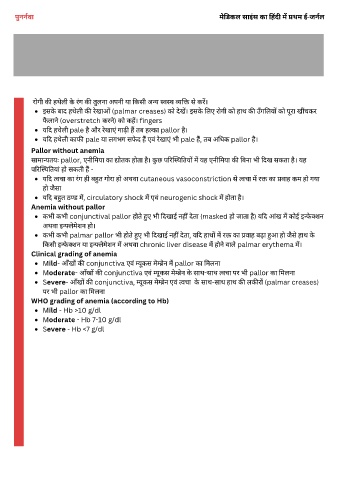 पुनर्नवा
मेडिकल साइंस का हिंदी में प्रथम ई-जर्नल
रोगी की हथेली के रंग की तुलना अपनी या किसी अन्य स्वस्थ व्यक्ति से करें।
• इसके बाद हथेली की रेखाओं (palmar creases) को देखें। इसके लिए रोगी को हाथ की उँगलियों को पूरा खींचकर
फैलाने (overstretch करने) को कहें। fingers
• यदि हथेली pale है और रेखाएं गाढ़ी हैं तब हल्का pallor है।
• यदि हथेली काफी pale या लगभग सफेद है एवं रेखाएं भी pale हैं, तब अधिक pallor है।
Pallor without anemia
सामान्यतः pallor, एनीमिया का द्योतक होता है। कुछ परिस्थितियों में यह एनीमिया की बिना भी दिख सकता है। यह
परिस्थितियां हो सकती हैं -
• यदि त्वचा का रंग ही बहुत गोरा हो अथवा cutaneous vasoconstriction से त्वचा में रक्त का प्रवाह कम हो गया
हो जैसा
• यदि बहुत ठण्ड में, circulatory shock में एवं neurogenic shock में होता है।
Anemia without pallor
• कभी कभी conjunctival pallor होते हुए भी दिखाई नहीं देता (masked हो जाता है) यदि आंख में कोई इन्फेक्शन
अथवा इन्फ्लेमेशन हो।
• कभी कभी palmar pallor भी होते हुए भी दिखाई नहीं देता, यदि हाथों में रक्त का प्रवाह बढ़ा हुआ हो जैसे हाथ के
किसी इन्फेक्शन या इन्फ्लेमेशन में अथवा chronic liver disease में होने वाले palmar erythema में।
Clinical grading of anemia
• Mild- आँखों की conjunctiva एवं म्यूकस मेम्ब्रेन में pallor का मिलना
• Moderate- आँखों की conjunctiva एवं म्यूकस मेम्ब्रेन के साथ-साथ त्वचा पर भी pallor का मिलना
• Severe- आँखों की conjunctiva, म्यूकस मेम्ब्रेन एवं त्वचा के साथ-साथ हाथ की लकीरों (palmar creases)
पर भी pallor का मिलना
WHO grading of anemia (according to Hb)
• Mild - Hb >10 g/dl
• Moderate - Hb 7-10 g/dl
• Severe - Hb <7 g/dl